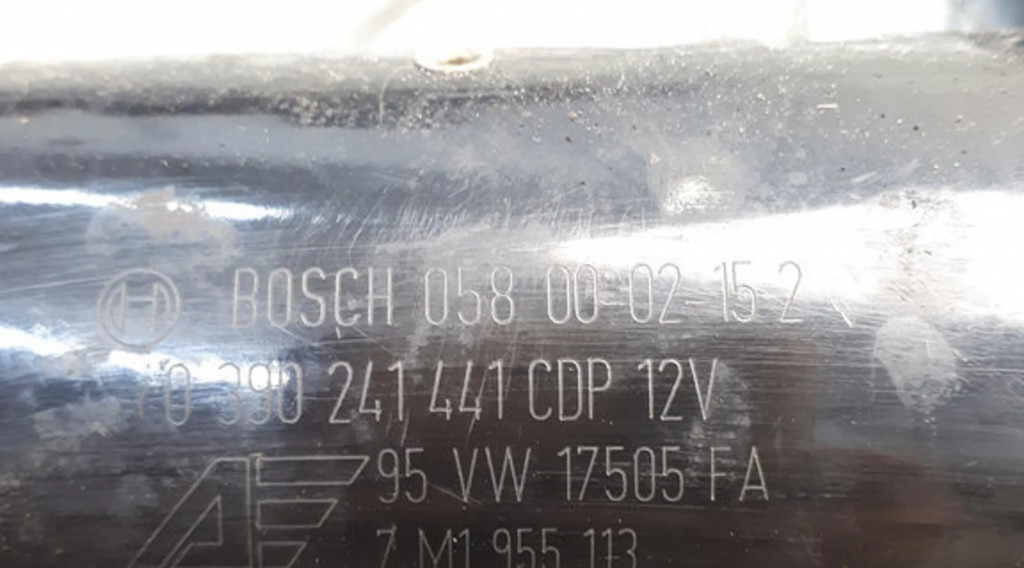 BOSCH 058 00-02-15 2
0 390 241 441 CDP 12V
95 VW 17505 FA
7 M1 955 113